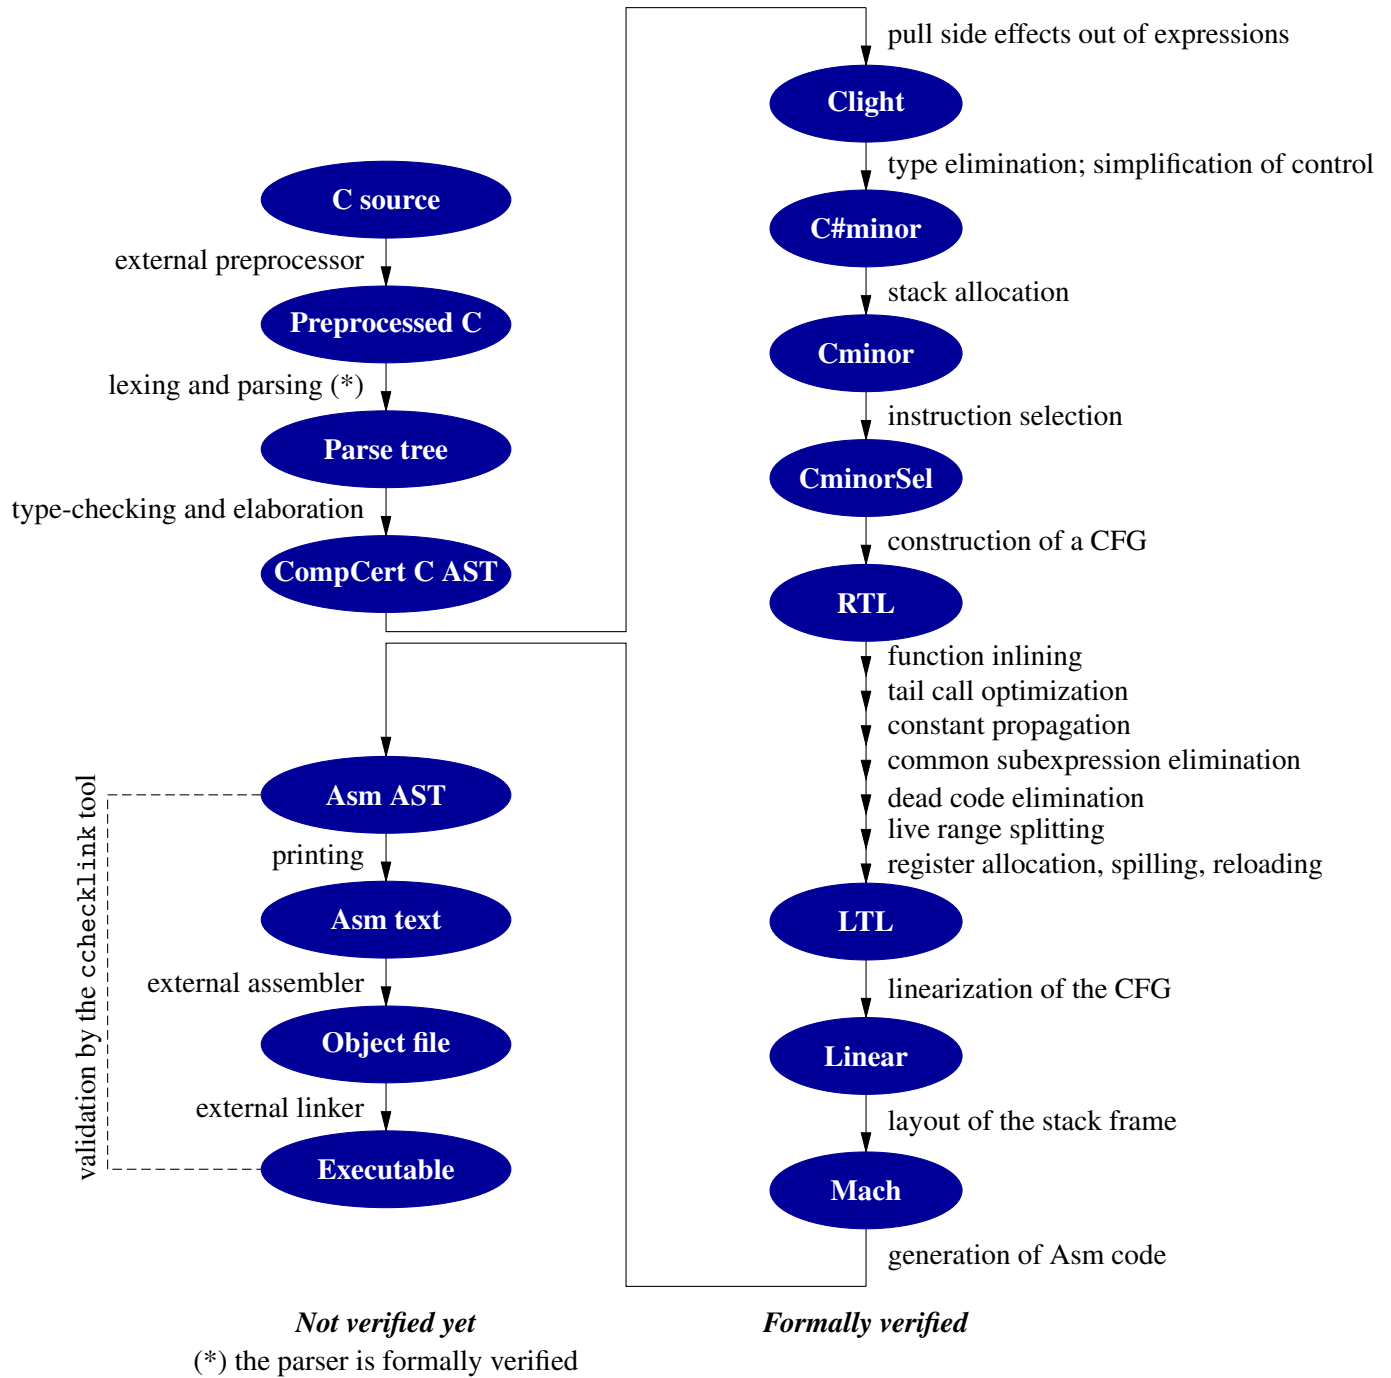 C source
external preprocessor
Preprocessed C
lexing and parsing (*)
Parse tree
type-checking and elaboration
CompCert C AST
pull side effects out of expressions
Clight
type elimination; simplification of control
C#minor
stack allocation
Cminor
instruction selection
CminorSel
construction of a CFG
RTL
function inlining
tail call optimization
constant propagation
common subexpression elimination
dead code elimination
live range splitting
register allocation, spilling, reloading
LTL
linearization of the CFG
Linear
layout of the stack frame
Mach
generation of Asm code
Asm AST
printing
Asm text
external assembler
Object file
external linker
Executable
validation by the cchecklink tool
Not verified yet
(*) the parser is formally verified
Formally verified